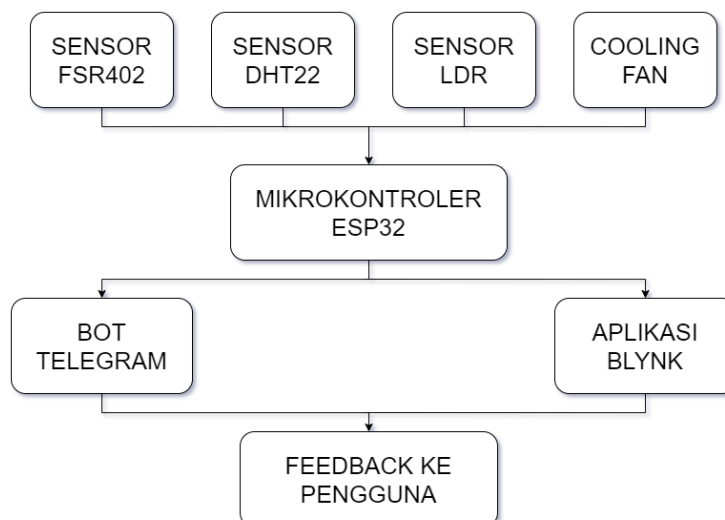 SENSOR
FSR402
SENSOR
DHT22
SENSOR
LDR
COOLING
FAN
MIKROKONTROLER
ESP32
BOT
TELEGRAM
APLIKASI
BLYNK
FEEDBACK KE
PENGGUNA